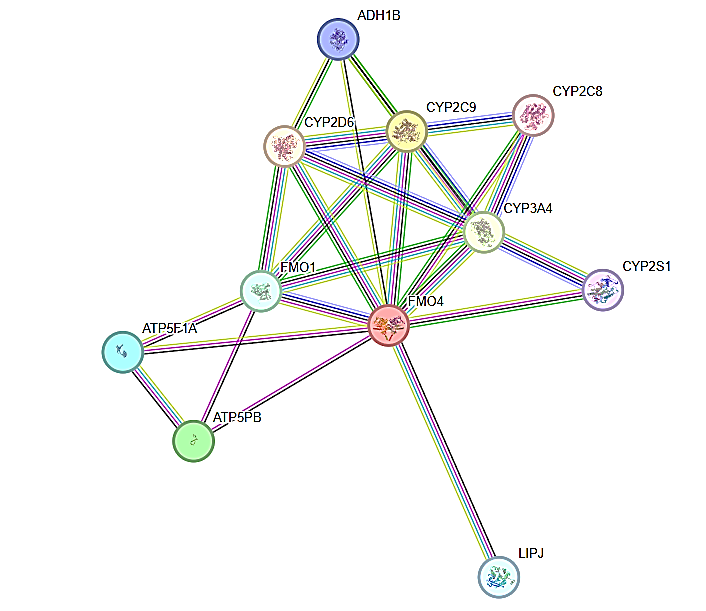 ADH1B
CYP2C8
CYP2C9
CYP2D6
CYP3A4
CYP2S1
FMO1
FMO4
ATP5F1A
ATP5PB
LIPJ